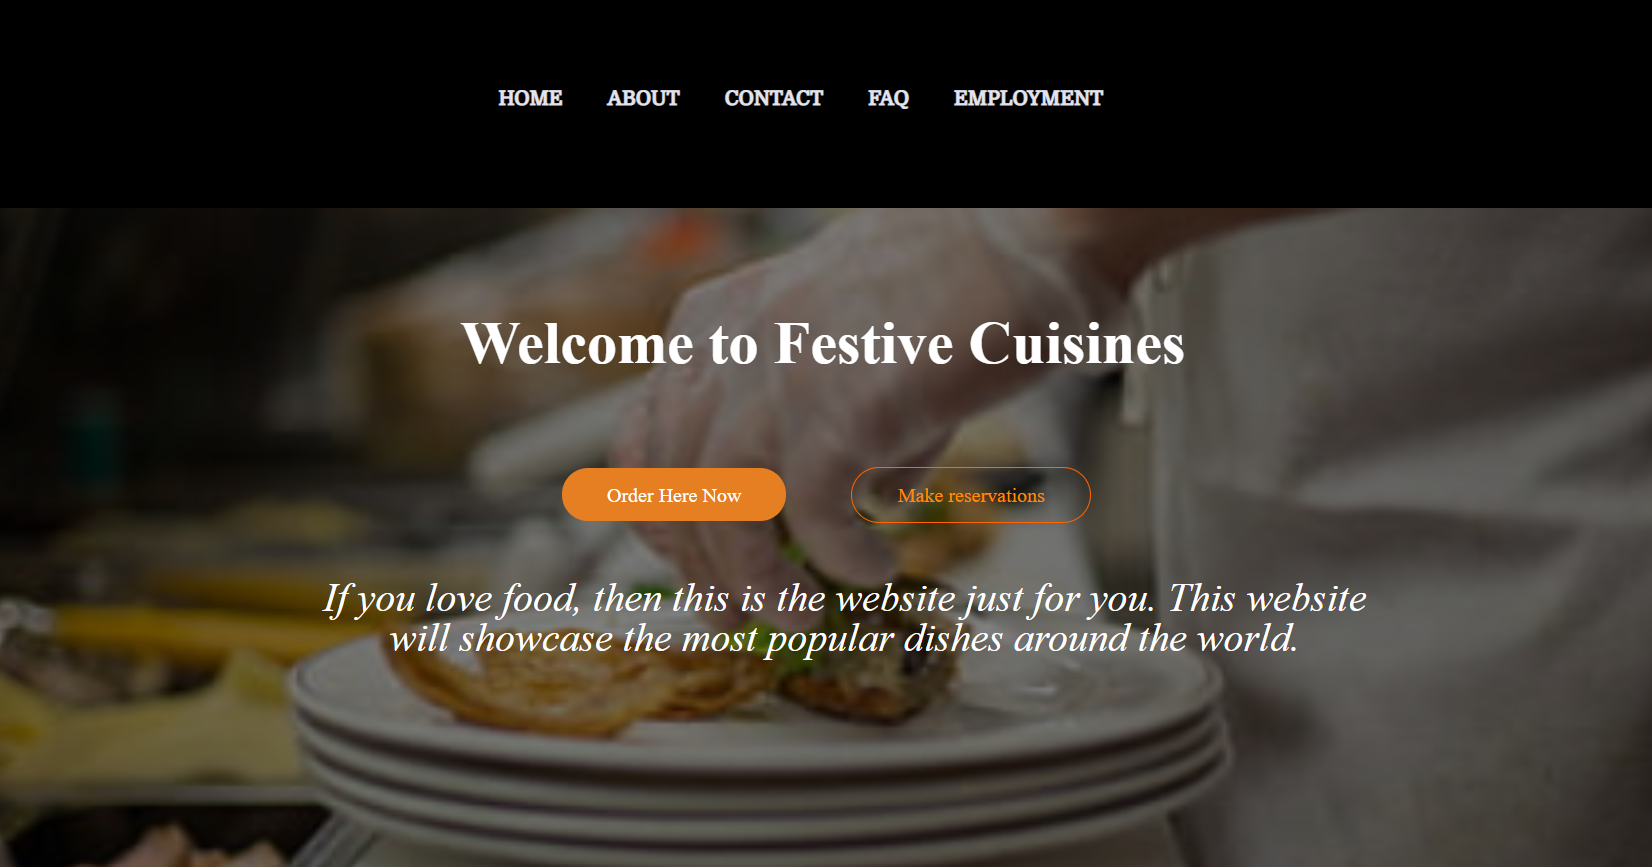 HOME ABOUT CONTACT FAQ EMPLOYMENT
Welcome to Festive Cuisines
Order Here Now Make reservations
If you love food, then this is the website just for you. This website
will showcase the most popular dishes around the world.